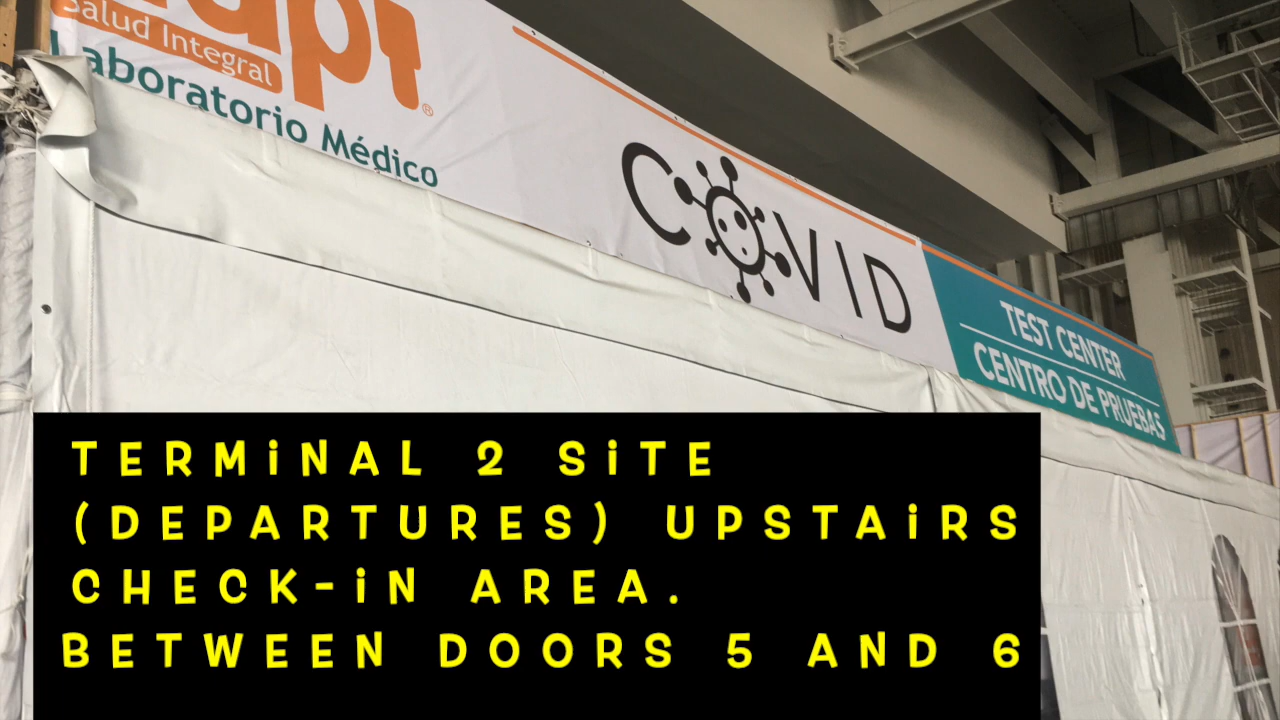 Salud Integral
Laboratorio Médico
COVID
TEST CENTER
CENTRO DE PRUEBAS
TERMINAL 2 SITE
(DEPARTURES) UPSTAIRS
CHECK-IN AREA.
BETWEEN DOORS 5 AND 6